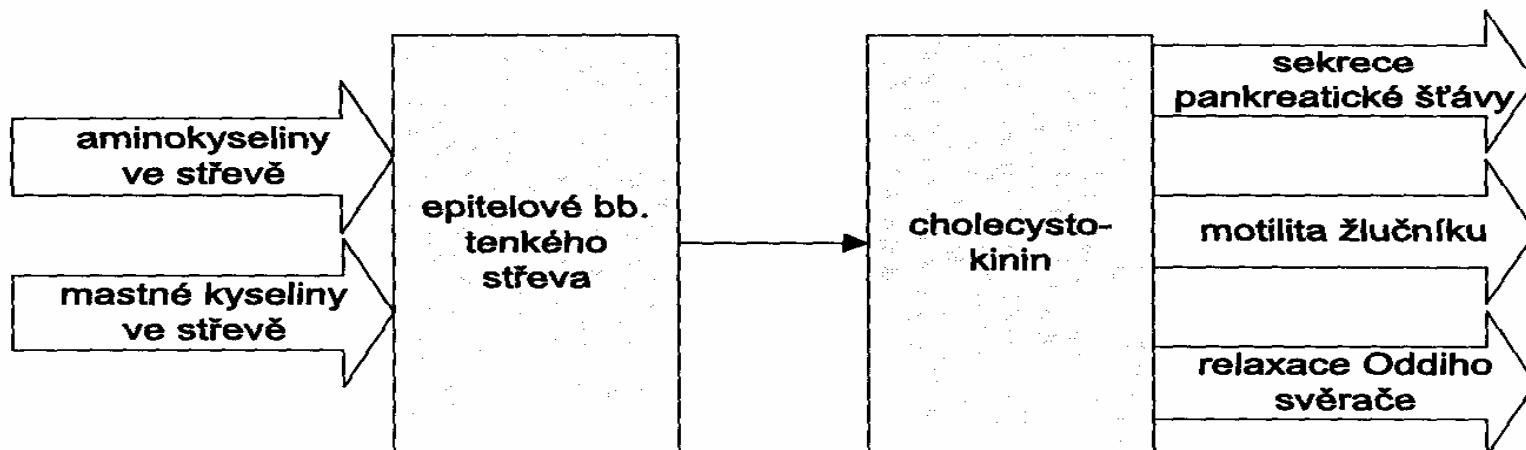 aminokyseliny
ve střevě
mastné kyseliny
ve střevě
epitelové bb.
tenkého
střeva
cholecysto-
kinin
sekrece
pankreatické šťávy
motilita žlučníku
relaxace Oddiho
svěrače